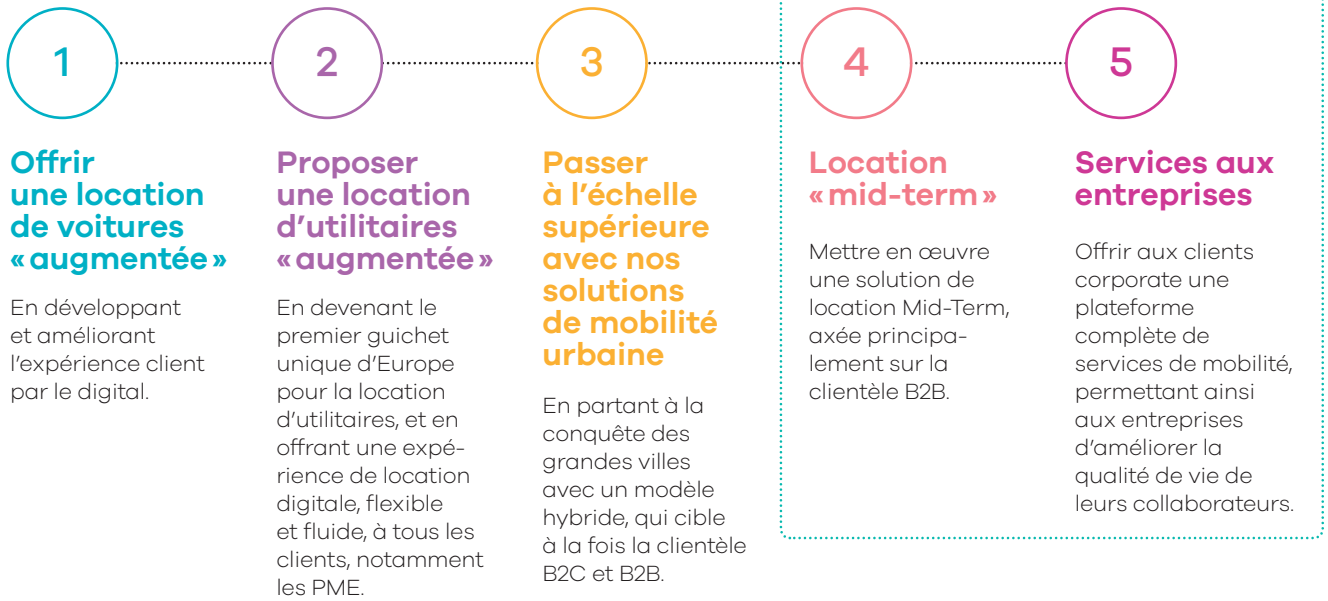 1
Offrir
une location
de voitures
«augmentée»
En développant
et améliorant
l’expérience client
par le digital.
2
Proposer
une location
d’utilitaires
«augmentée»
En devenant le
premier guichet
unique d’Europe
pour la location
d’utilitaires, et en
offrant une expé-
rience de location
digitale, flexible
et fluide, à tous les
clients, notamment
les PME.
3
Passer
à l’échelle
supérieure
avec nos
solutions
de mobilité
urbaine
En partant à la
conquête des
grandes villes
avec un modèle
hybride, qui cible
à la fois la clientèle
B2C et B2B.
4
Location
«mid-term»
Mettre en œuvre
une solution de
location Mid-Term,
axée principa-
lement sur la
clientèle B2B.
5
Services aux
entreprises
Offrir aux clients
corporate une
plateforme
complète de
services de mobilité,
permettant ainsi
aux entreprises
d’améliorer la
qualité de vie de
leurs collaborateurs.